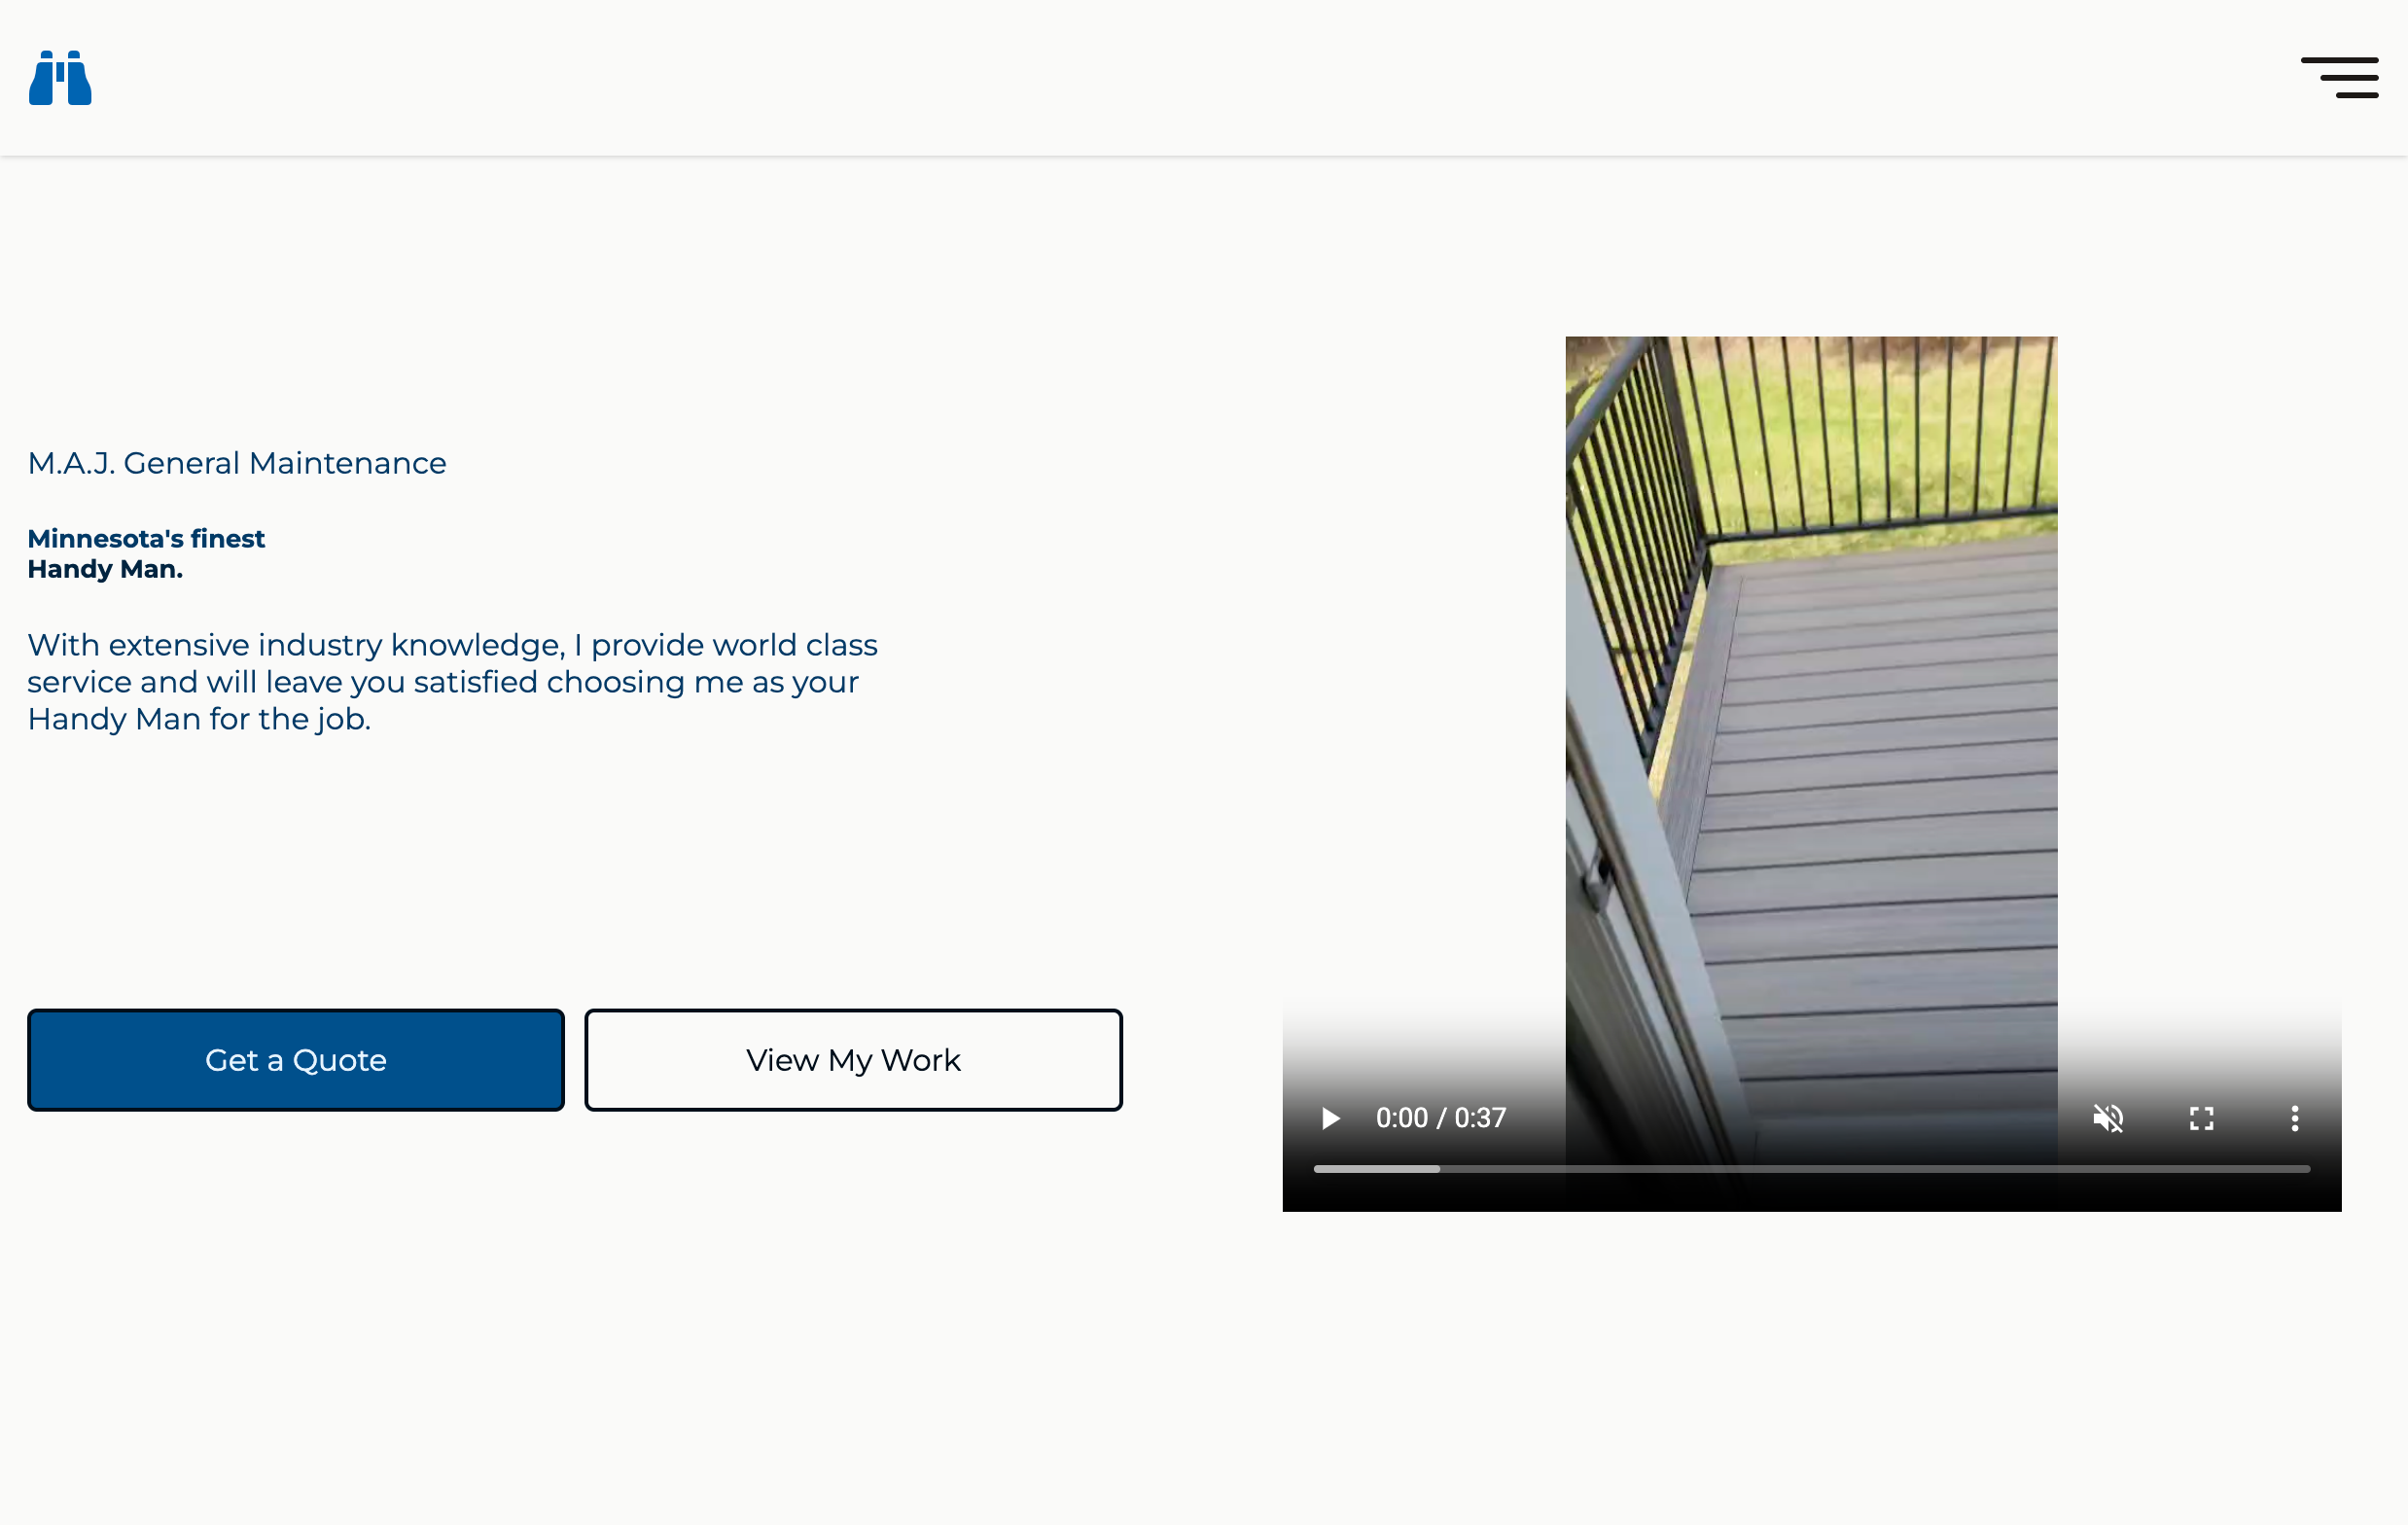 M.A.J. General Maintenance
Minnesota's finest
Handy Man.
With extensive industry knowledge, I provide world class
service and will leave you satisfied choosing me as your
Handy Man for the job.
Get a Quote
View My Work
0:00 / 0:37